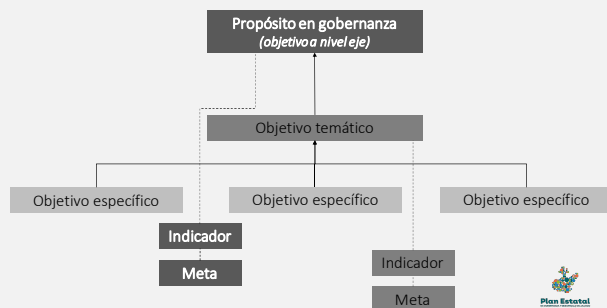 Propósito en gobernanza
(objetivo a nivel eje)
Objetivo temático
Objetivo específico
Objetivo específico
Objetivo específico
Indicador
Meta
Indicador
Meta
Plan Estatal